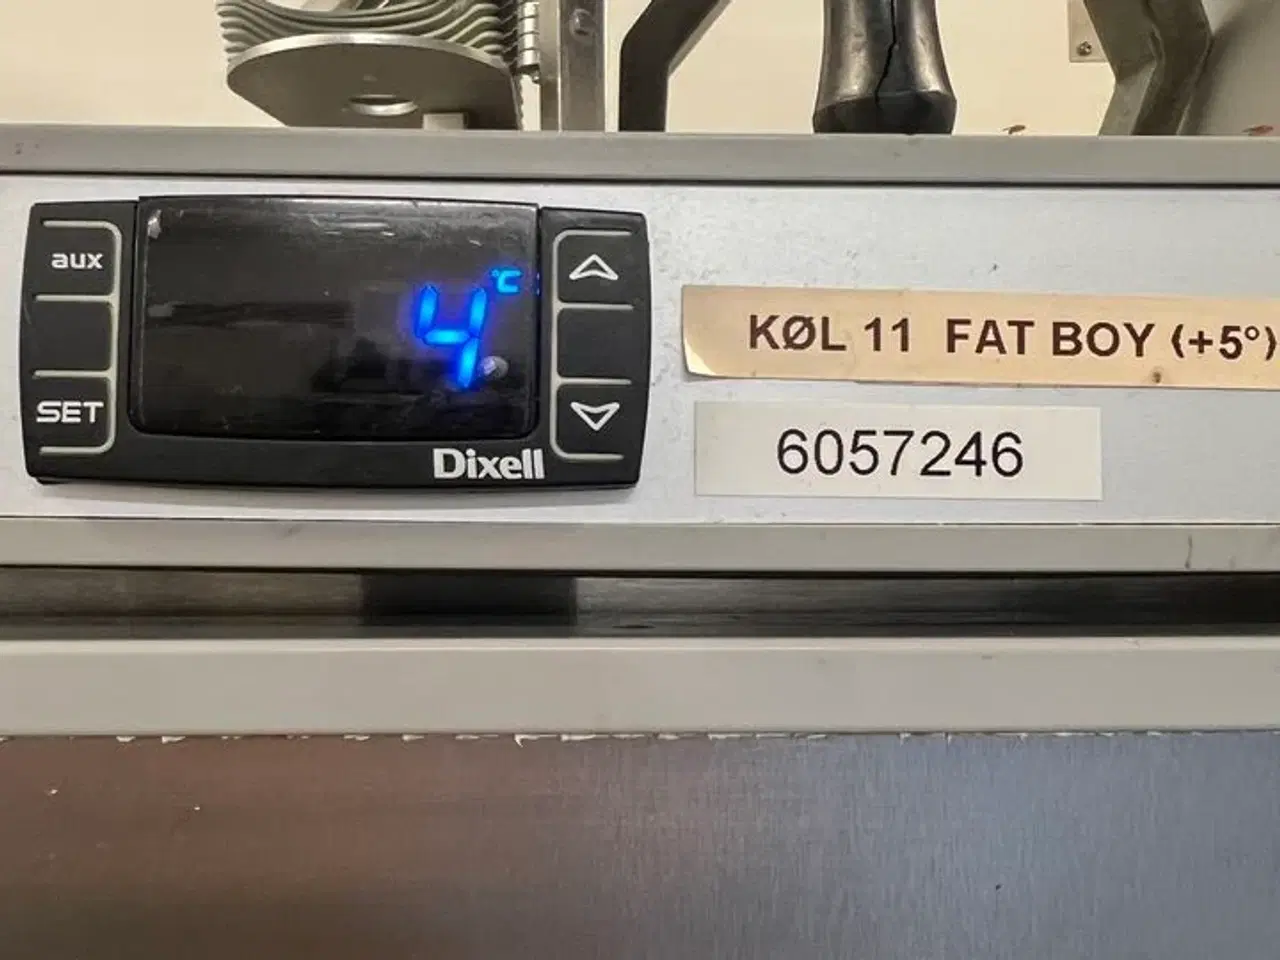 aux
SET
4 °C
Dixell
KØL 11 FAT BOY (+5°)
6057246